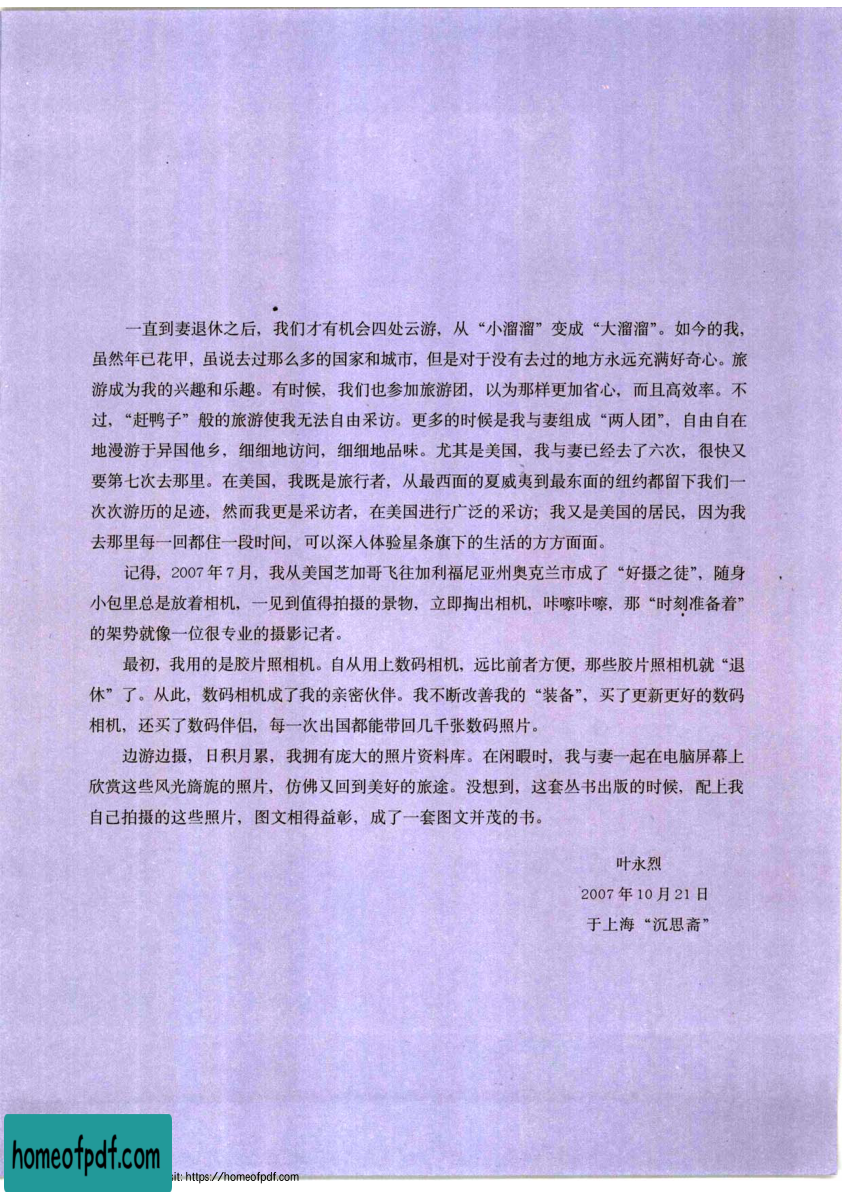 一直到妻退休之后，我们才有机会四处云游，从“小溜溜”变成“大溜溜”。如今的我，
虽然年已花甲，虽说去过那么多的国家和城市，但是对于没有去过的地方永远充满好奇心。旅
游成为我的兴趣和乐趣。有时候，我们也参加旅游团，以为那样更加省心，而且高效率。不
过，“赶鸭子”般的旅游使我无法自由采访。更多的时候是我与妻组成“两人团”，自由自在
地漫游于异国他乡，细细地访问，细细地品味。尤其是美国，我与妻已经去了六次，很快又
要第七次去那里。在美国，我既是旅行者，从最西面的夏威夷到最东面的纽约都留下我们一
次次游历的足迹，然而我更是采访者，在美国进行广泛的采访；我又是美国的居民，因为我
去那里每一回都住一段时间，可以深入体验星条旗下的生活的方方面面。
记得，2007年7月，我从美国芝加哥飞往加利福尼亚州奥克兰市成了“好摄之徒”，随身
小包里总是放着相机，一见到值得拍摄的景物，立即掏出相机，咔嚓咔嚓，那“时刻准备着”
的架势就像一位很专业的摄影记者。
最初，我用的是胶片照相机。自从用上数码相机，远比前者方便，那些胶片照相机就“退
休”了。从此，数码相机成了我的亲密伙伴。我不断改善我的“装备”，买了更新更好的数码
相机，还买了数码伴侣，每一次出国都能带回几千张数码照片。
边游边摄，日积月累，我拥有庞大的照片资料库。在闲暇时，我与妻一起在电脑屏幕上
欣赏这些风光旖旎的照片，仿佛又回到美好的旅途。没想到，这套丛书出版的时候，配上我
自己拍摄的这些照片，图文相得益彰，成了一套图文并茂的书。
叶永烈
2007年10月21日
于上海“沉思斋”
homeofpdf.com
sit: https://homeofpdf.com